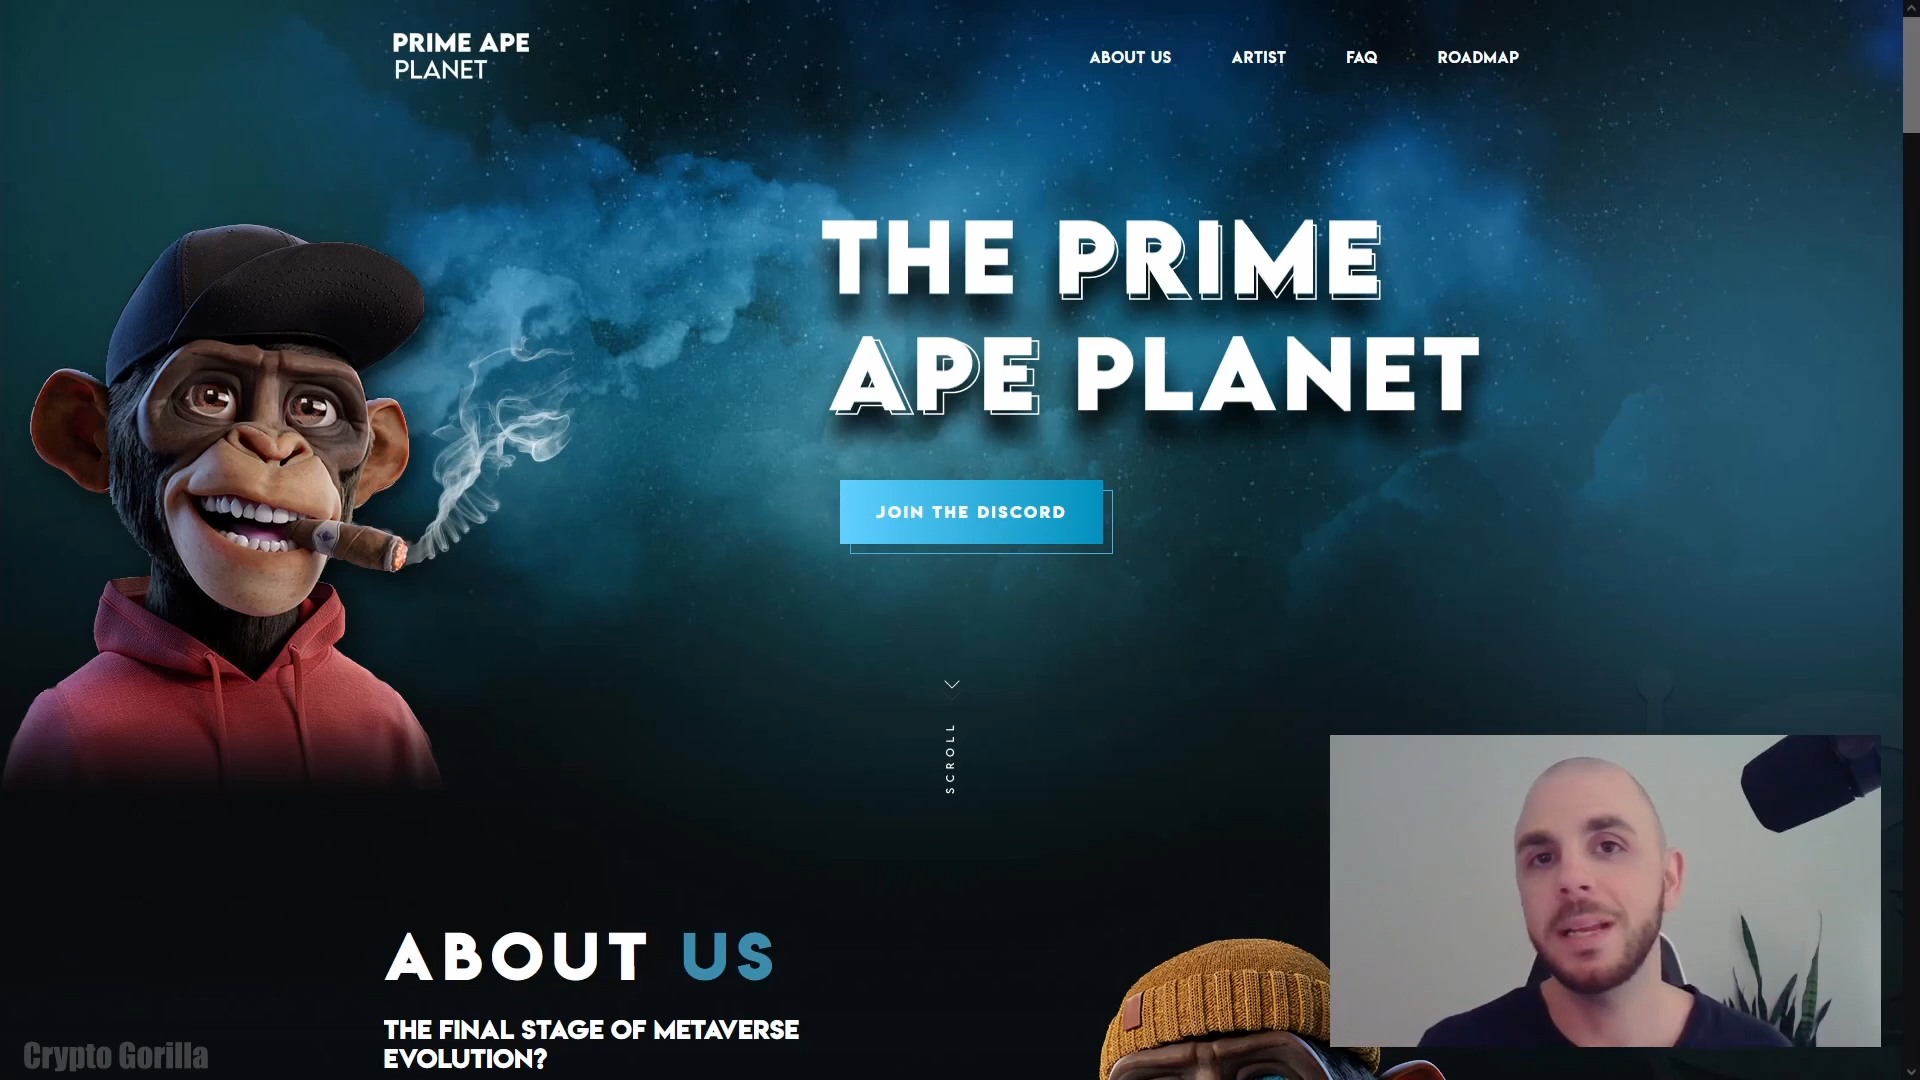 PRIME APE
PLANET
ABOUT US
ARTIST
FAQ
ROADMAP
THE PRIME
APE PLANET
JOIN THE DISCORD
SCROLL
ABOUT US
THE FINAL STAGE OF METAVERSE
EVOLUTION?
Crypto Gorilla